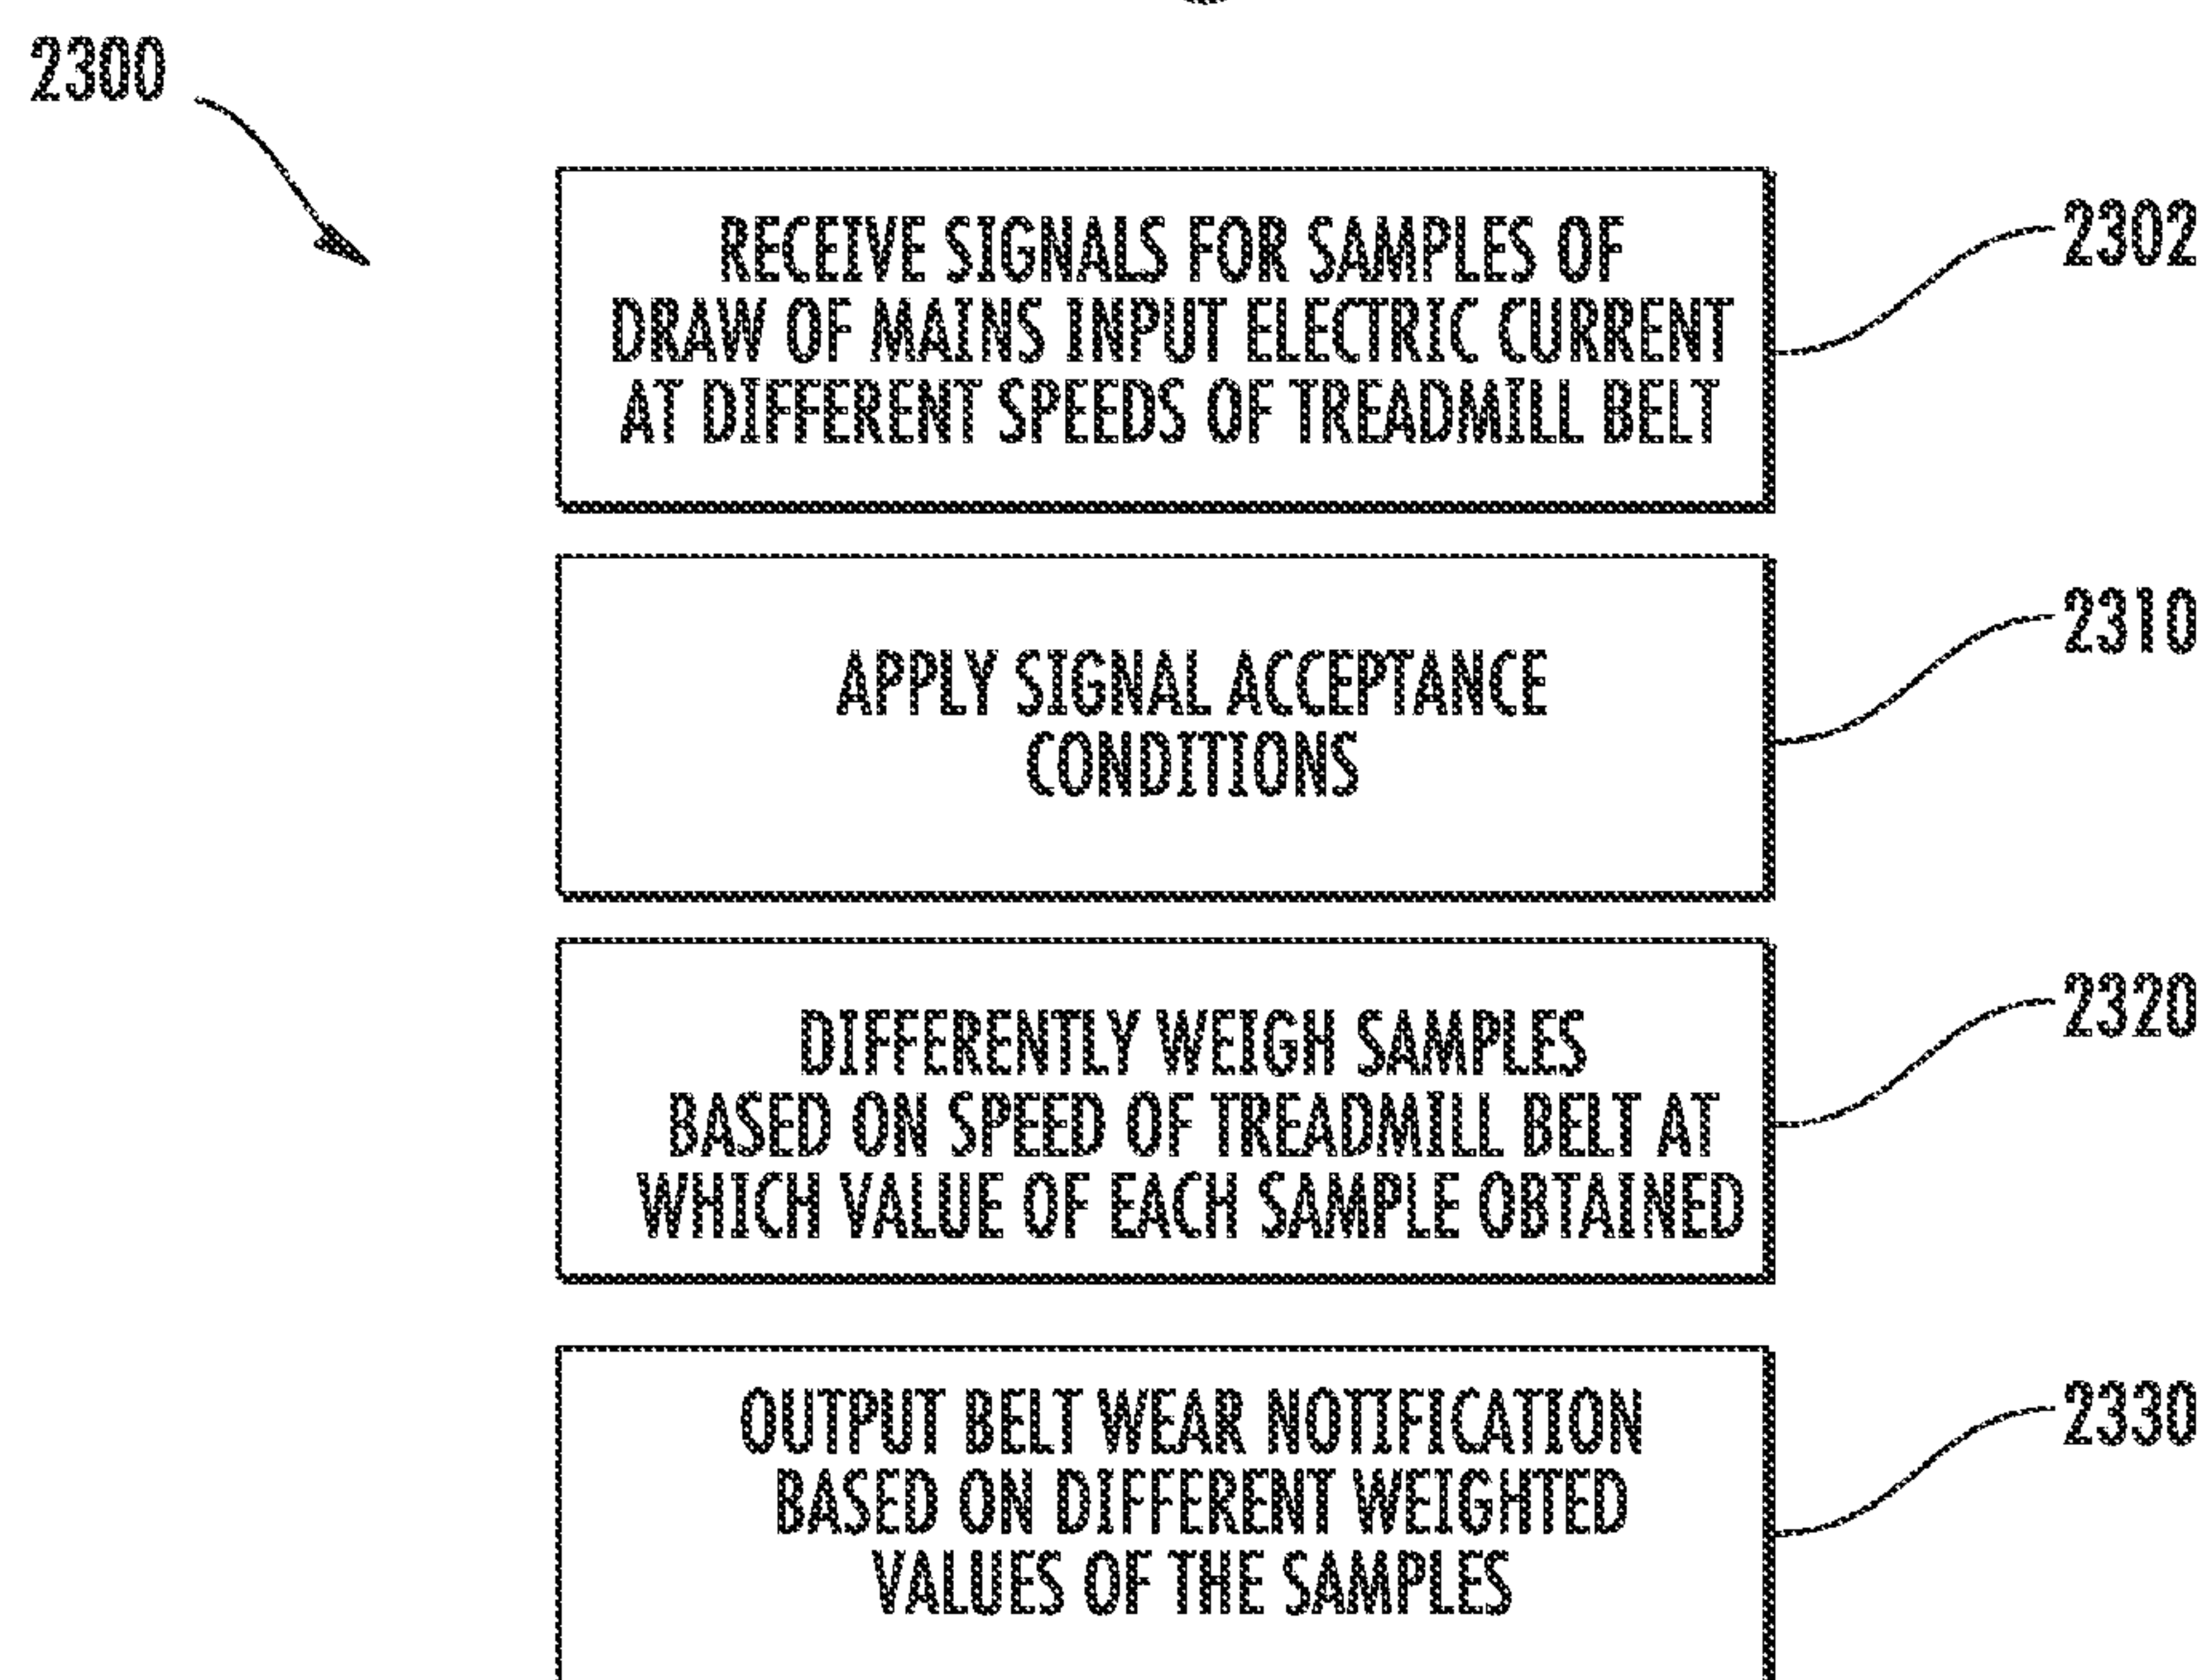 2300
RECEIVE SIGNALS FOR SAMPLES OF
DRAW OF MAINS INPUT ELECTRIC CURRENT
AT DIFFERENT SPEEDS OF TREADMILL BELT
2302
APPLY SIGNAL ACCEPTANCE
CONDITIONS
2310
DIFFERENTLY WEIGH SAMPLES
BASED ON SPEED OF TREADMILL BELT AT
WHICH VALUE OF EACH SAMPLE OBTAINED
2320
OUTPUT BELT WEAR NOTIFICATION
BASED ON DIFFERENT WEIGHTED
VALUES OF THE SAMPLES
2330